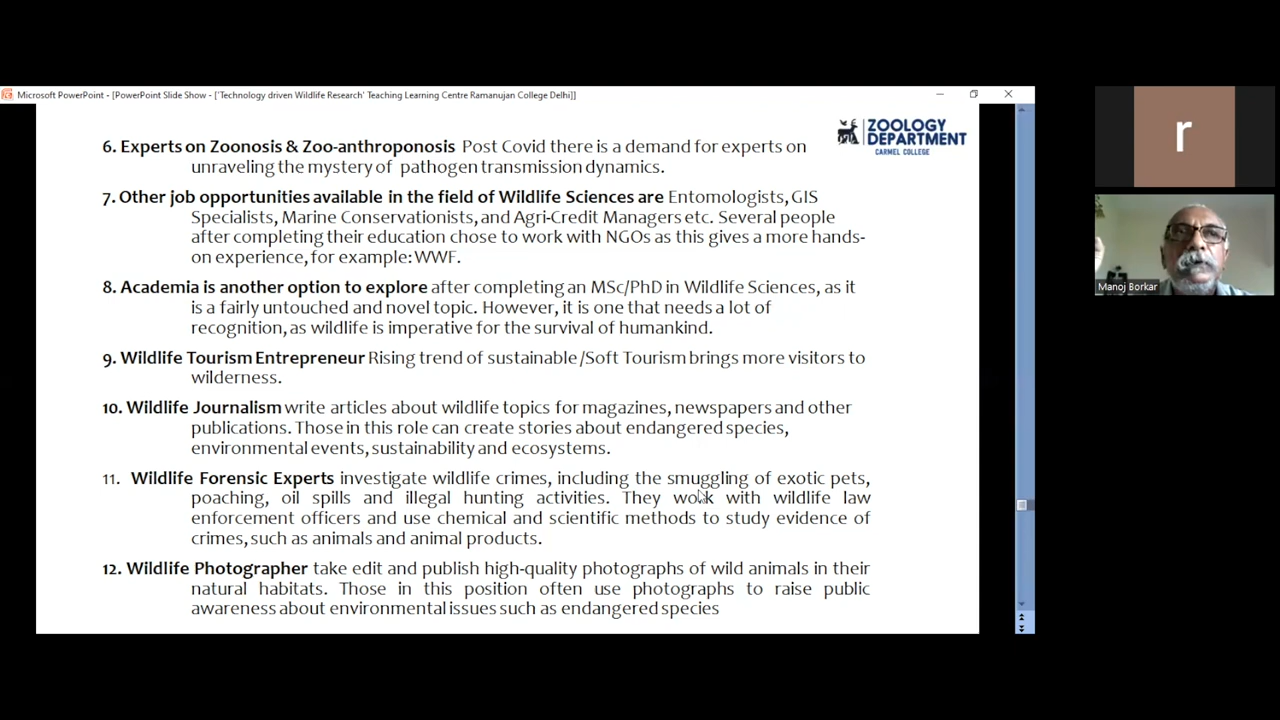 Microsoft PowerPoint - [PowerPoint Slide Show - ['Technology driven Wildlife Research' Teaching Learning Centre Ramanujan College Delhi]]
ZOOLOGY
DEPARTMENT
CARMEL COLLEGE
6. Experts on Zoonosis & Zoo-anthroponosis Post Covid there is a demand for experts on
unraveling the mystery of pathogen transmission dynamics.
7. Other job opportunities available in the field of Wildlife Sciences are Entomologists, GIS
Specialists, Marine Conservationists, and Agri-Credit Managers etc. Several people
after completing their education chose to work with NGOs as this gives a more hands-
on experience, for example: WWF.
8. Academia is another option to explore after completing an MSc/PhD in Wildlife Sciences, as it
is a fairly untouched and novel topic. However, it is one that needs a lot of
recognition, as wildlife is imperative for the survival of humankind.
9. Wildlife Tourism Entrepreneur Rising trend of sustainable /Soft Tourism brings more visitors to
wilderness.
10. Wildlife Journalism write articles about wildlife topics for magazines, newspapers and other
publications. Those in this role can create stories about endangered species,
environmental events, sustainability and ecosystems.
11. Wildlife Forensic Experts investigate wildlife crimes, including the smuggling of exotic pets,
poaching, oil spills and illegal hunting activities. They work with wildlife law
enforcement officers and use chemical and scientific methods to study evidence of
crimes, such as animals and animal products.
12. Wildlife Photographer take edit and publish high-quality photographs of wild animals in their
natural habitats. Those in this position often use photographs to raise public
awareness about environmental issues such as endangered species
r
Manoj Borkar